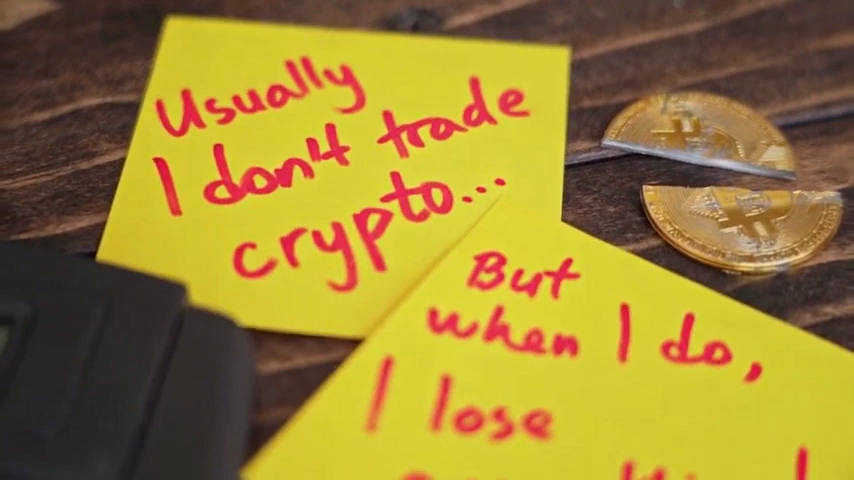 Usually
I don't trade
crypto...
But
when I do,
I lose